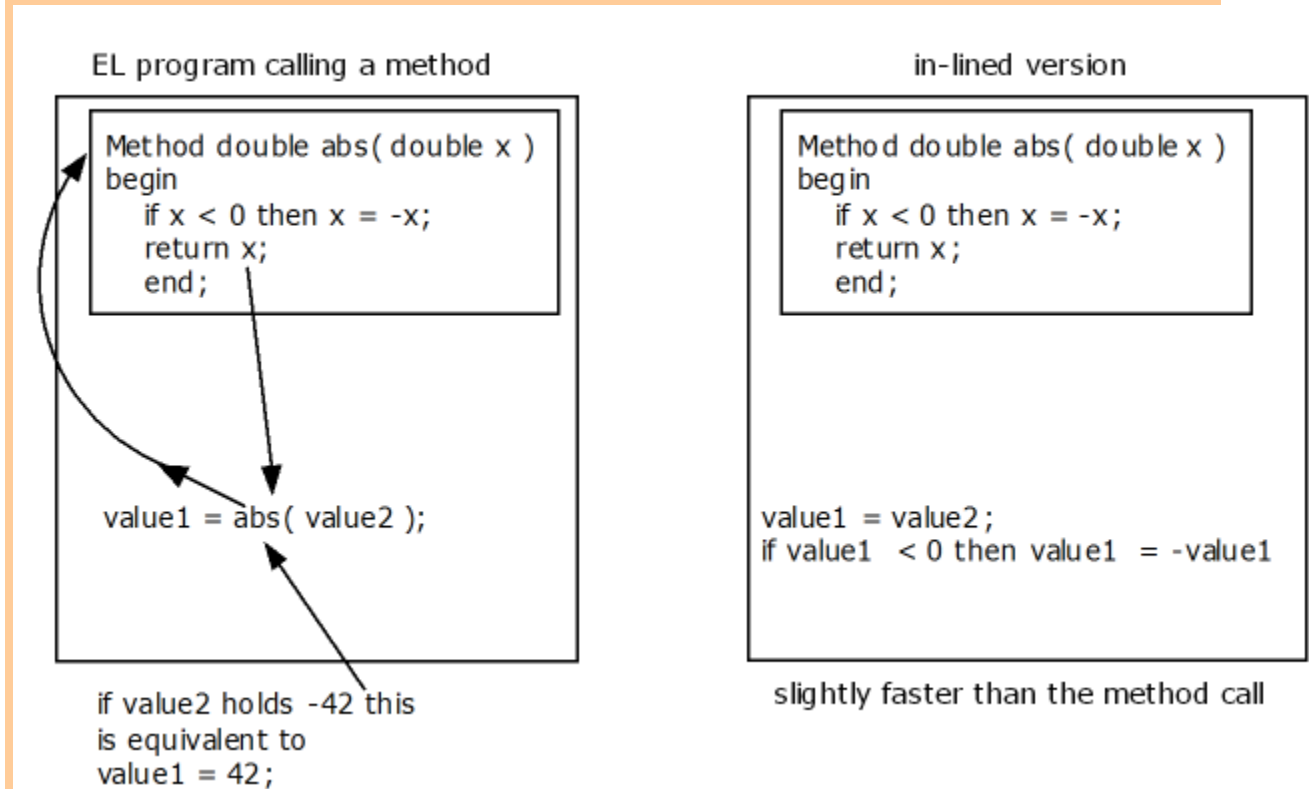 EL program calling a method
Method double abs( double x )
begin
if x < 0 then x = -x;
return x;
end;
value1 = abs( value2 );
if value2 holds -42 this
is equivalent to
value1 = 42;
in-lined version
Method double abs( double x )
begin
if x < 0 then x = -x;
return x;
end;
value1 = value2;
if value1 < 0 then value1 = -value1
slightly faster than the method call